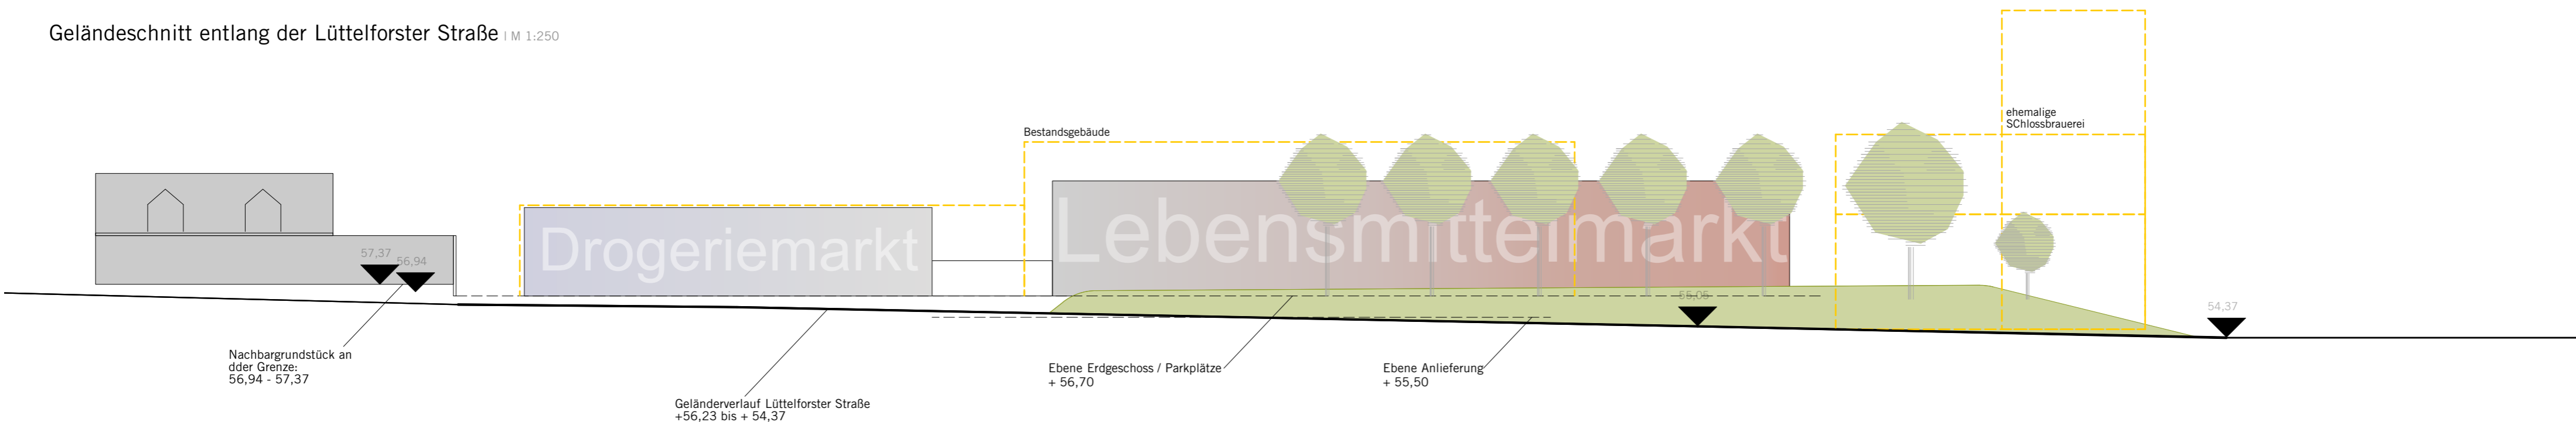 Geländeschnitt entlang der Lüttelforster Straße | M 1:250
ehemalige
SChlossbrauerei
Bestandsgebäude
Drogeriemarkt
Lebensmittelmarkt
57,37
56,94
55,05
54,37
Nachbargrundstück an
dder Grenze:
56,94 - 57,37
Ebene Erdgeschoss / Parkplätze
+ 56,70
Ebene Anlieferung
+ 55,50
Geländerverlauf Lüttelforster Straße
+56,23 bis + 54,37